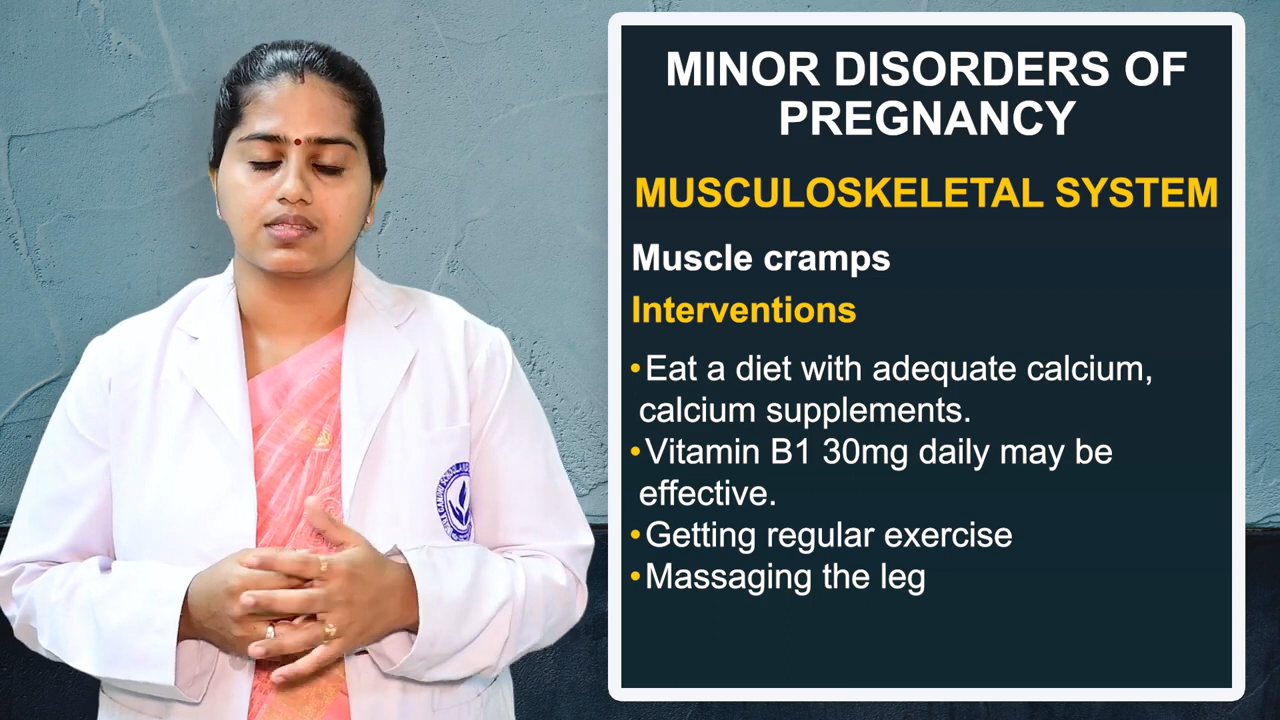 MINOR DISORDERS OF
PREGNANCY
MUSCULOSKELETAL SYSTEM
Muscle cramps
Interventions
•Eat a diet with adequate calcium,
calcium supplements.
•Vitamin B1 30mg daily may be
effective.
•Getting regular exercise
•Massaging the leg